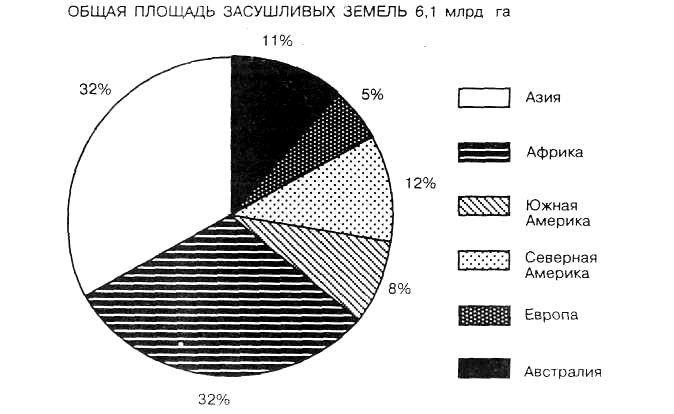 ОБЩАЯ ПЛОЩАДЬ ЗАСУШЛИВЫХ ЗЕМЕЛЬ 6,1 млрд га
11%
5%
32%
12%
8%
32%
Азия
Африка
Южная
Америка
Северная
Америка
Европа
Австралия